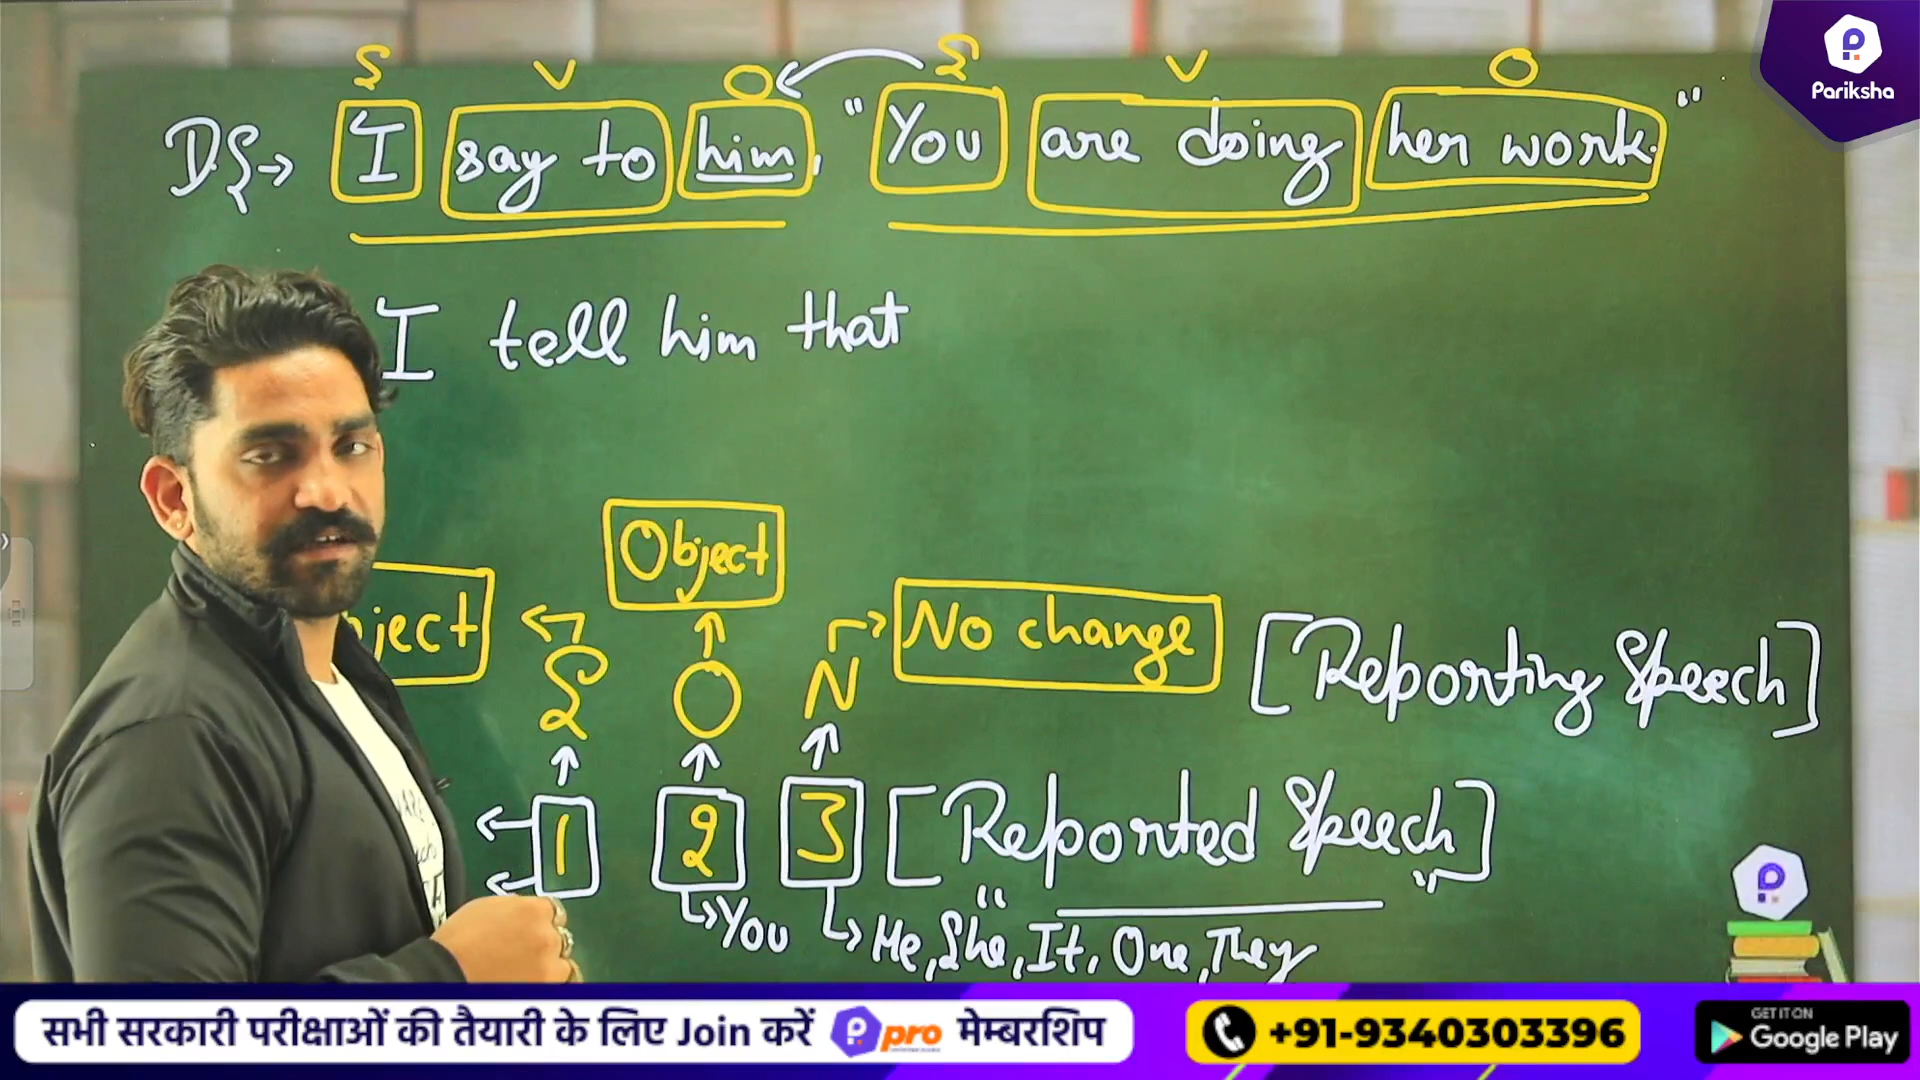 S V O S V O
DS→ I say to him, "You are doing her work."
Pariksha
I tell him that
Object
ject S O N No change [Reporting Speech]
1 2 3 [Reported Speech]
You He, She, It, One, They
सभी सरकारी परीक्षाओं की तैयारी के लिए Join करें P pro मेम्बरशिप
+91-9340303396
GET IT ON
Google Play